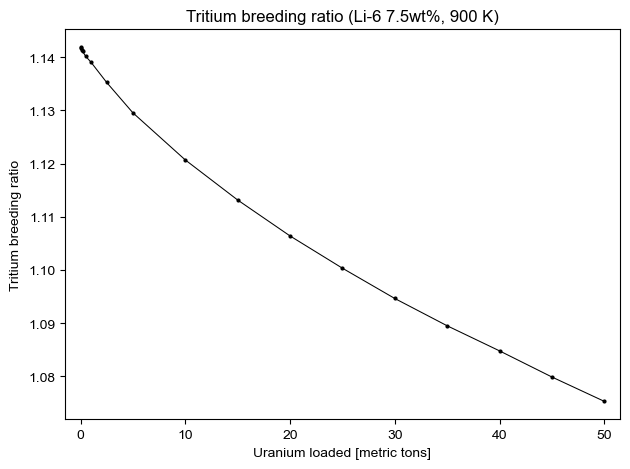 Tritium breeding ratio (Li-6 7.5wt%, 900 K)
Tritium breeding ratio
1.14
1.13
1.12
1.11
1.10
1.09
1.08
0 10 20 30 40 50
Uranium loaded [metric tons]